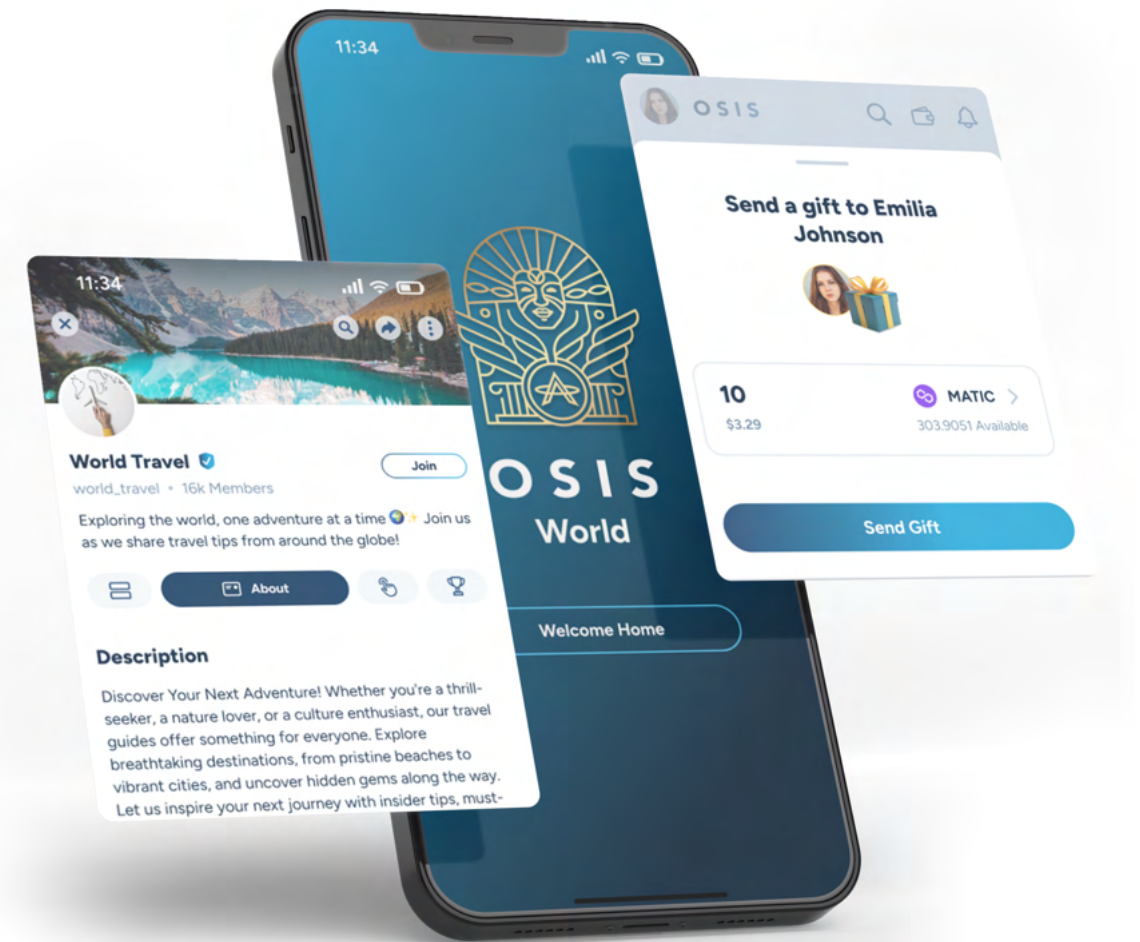 11:34
OSIS
World
Welcome Home
11:34
World Travel
Join
world_travel • 16k Members
Exploring the world, one adventure at a time 🌍✨ Join us
as we share travel tips from around the globe!
About
Description
Discover Your Next Adventure! Whether you're a thrill-
seeker, a nature lover, or a culture enthusiast, our travel
guides offer something for everyone. Explore
breathtaking destinations, from pristine beaches to
vibrant cities, and uncover hidden gems along the way.
Let us inspire your next journey with insider tips, must-
OSIS
Send a gift to Emilia
Johnson
10
MATIC
$3.29
303.9051 Available
Send Gift